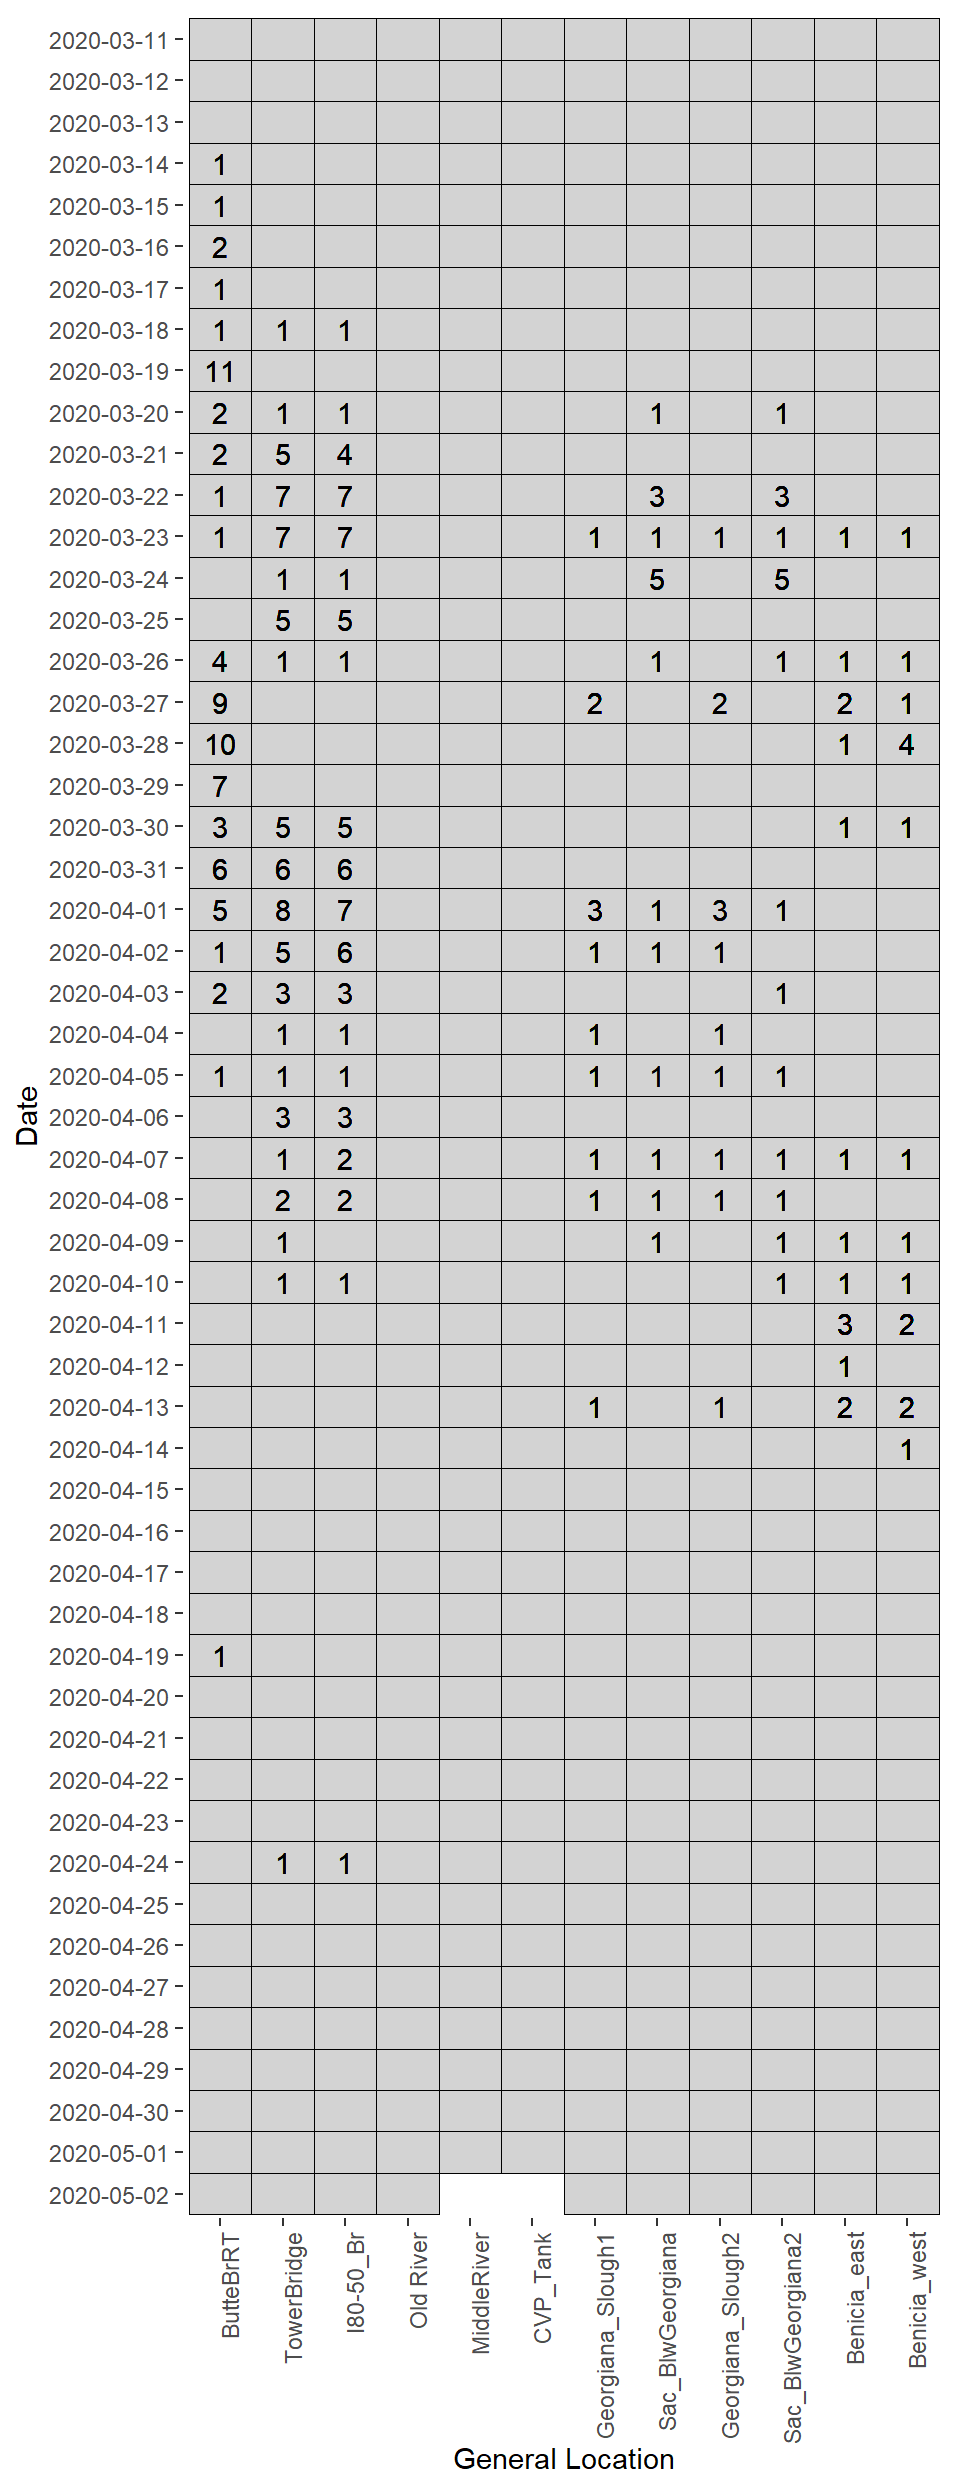 2020-03-11
2020-03-12
2020-03-13
2020-03-14 1
2020-03-15 1
2020-03-16 2
2020-03-17 1
2020-03-18 1 1 1
2020-03-19 11
2020-03-20 2 1 1 1 1
2020-03-21 2 5 4
2020-03-22 1 7 7 3 3
2020-03-23 1 7 7 1 1 1 1 1 1
2020-03-24 1 1 5 5
2020-03-25 5 5
2020-03-26 4 1 1 1 1 1 1
2020-03-27 9 2 2 2 1
2020-03-28 10 1 4
2020-03-29 7
2020-03-30 3 5 5 1 1
2020-03-31 6 6 6
2020-04-01 5 8 7 3 1 3 1
2020-04-02 1 5 6 1 1 1
2020-04-03 2 3 3 1
2020-04-04 1 1 1 1
2020-04-05 1 1 1 1 1 1 1
2020-04-06 3 3
2020-04-07 1 2 1 1 1 1 1 1
2020-04-08 2 2 1 1 1 1
2020-04-09 1 1 1 1 1
2020-04-10 1 1 1 1 1
2020-04-11 3 2
2020-04-12 1
2020-04-13 1 1 2 2
2020-04-14 1
2020-04-15
2020-04-16
2020-04-17
2020-04-18
2020-04-19 1
2020-04-20
2020-04-21
2020-04-22
2020-04-23
2020-04-24 1 1
2020-04-25
2020-04-26
2020-04-27
2020-04-28
2020-04-29
2020-04-30
2020-05-01
2020-05-02
Date
ButteBrRT
TowerBridge
I80-50_Br
Old River
MiddleRiver
CVP_Tank
Georgiana_Slough1
Sac_BlwGeorgiana
Georgiana_Slough2
Sac_BlwGeorgiana2
Benicia_east
Benicia_west
General Location